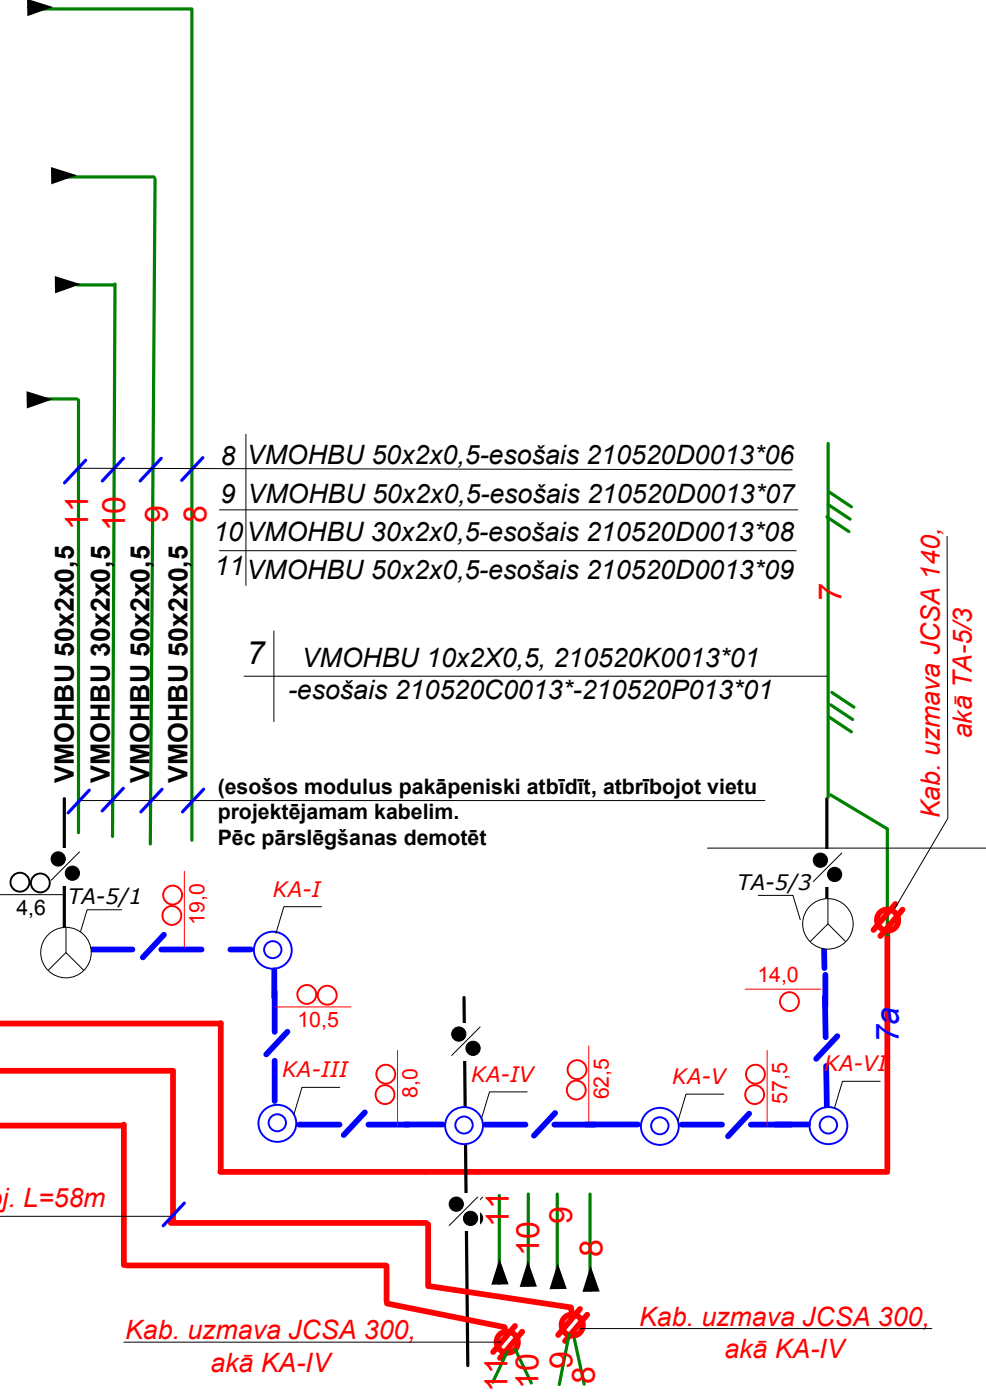 8 VMOHBU 50x2x0,5-esošais 210520D0013*06
9 VMOHBU 50x2x0,5-esošais 210520D0013*07
10 VMOHBU 30x2x0,5-esošais 210520D0013*08
11 VMOHBU 50x2x0,5-esošais 210520D0013*09
11
10
9
8
VMOHBU 50x2x0,5
VMOHBU 30x2x0,5
VMOHBU 50x2x0,5
VMOHBU 50x2x0,5
7 VMOHBU 10x2X0,5, 210520K0013*01
-esošais 210520C0013*-210520P013*01
7
Kab. uzmava JCSA 140,
akā TA-5/3
(esošos modulus pakāpeniski atbīdīt, atbrībojot vietu
projektējamam kabelim.
Pēc pārslēgšanas demotēt
4,6
TA-5/1
19,0
KA-I
TA-5/3
10,5
14,0
7a
KA-III
8,0
KA-IV
62,5
KA-V
57,5
KA-VI
j. L=58m
11
10
9
8
Kab. uzmava JCSA 300,
akā KA-IV
Kab. uzmava JCSA 300,
akā KA-IV
11
10
9
8